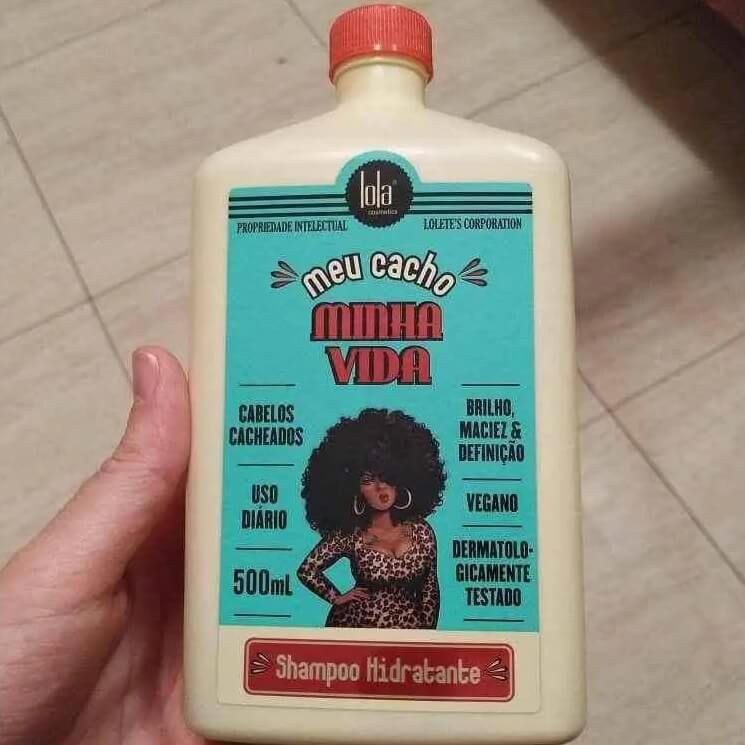 lola®
cosmetics
PROPRIEDADE INTELECTUAL
LOLETE'S CORPORATION
meu cacho
MINHA
VIDA
CABELOS
CACHEADOS
USO
DIÁRIO
500mL
BRILHO,
MACIEZ &
DEFINIÇÃO
VEGANO
DERMATOLO-
GICAMENTE
TESTADO
Shampoo Hidratante